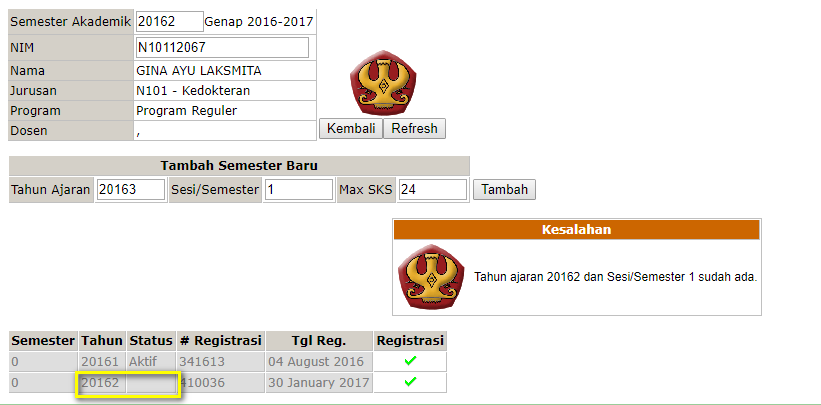 Semester Akademik 20162 Genap 2016-2017
NIM N10112067
Nama GINA AYU LAKSMITA
Jurusan N101 - Kedokteran
Program Program Reguler
Dosen ,
Kembali Refresh
Tambah Semester Baru
Tahun Ajaran 20163 Sesi/Semester 1 Max SKS 24 Tambah
Kesalahan
Tahun ajaran 20162 dan Sesi/Semester 1 sudah ada.
Semester Tahun Status # Registrasi Tgl Reg. Registrasi
0 20161 Aktif 341613 04 August 2016
0 20162 410036 30 January 2017